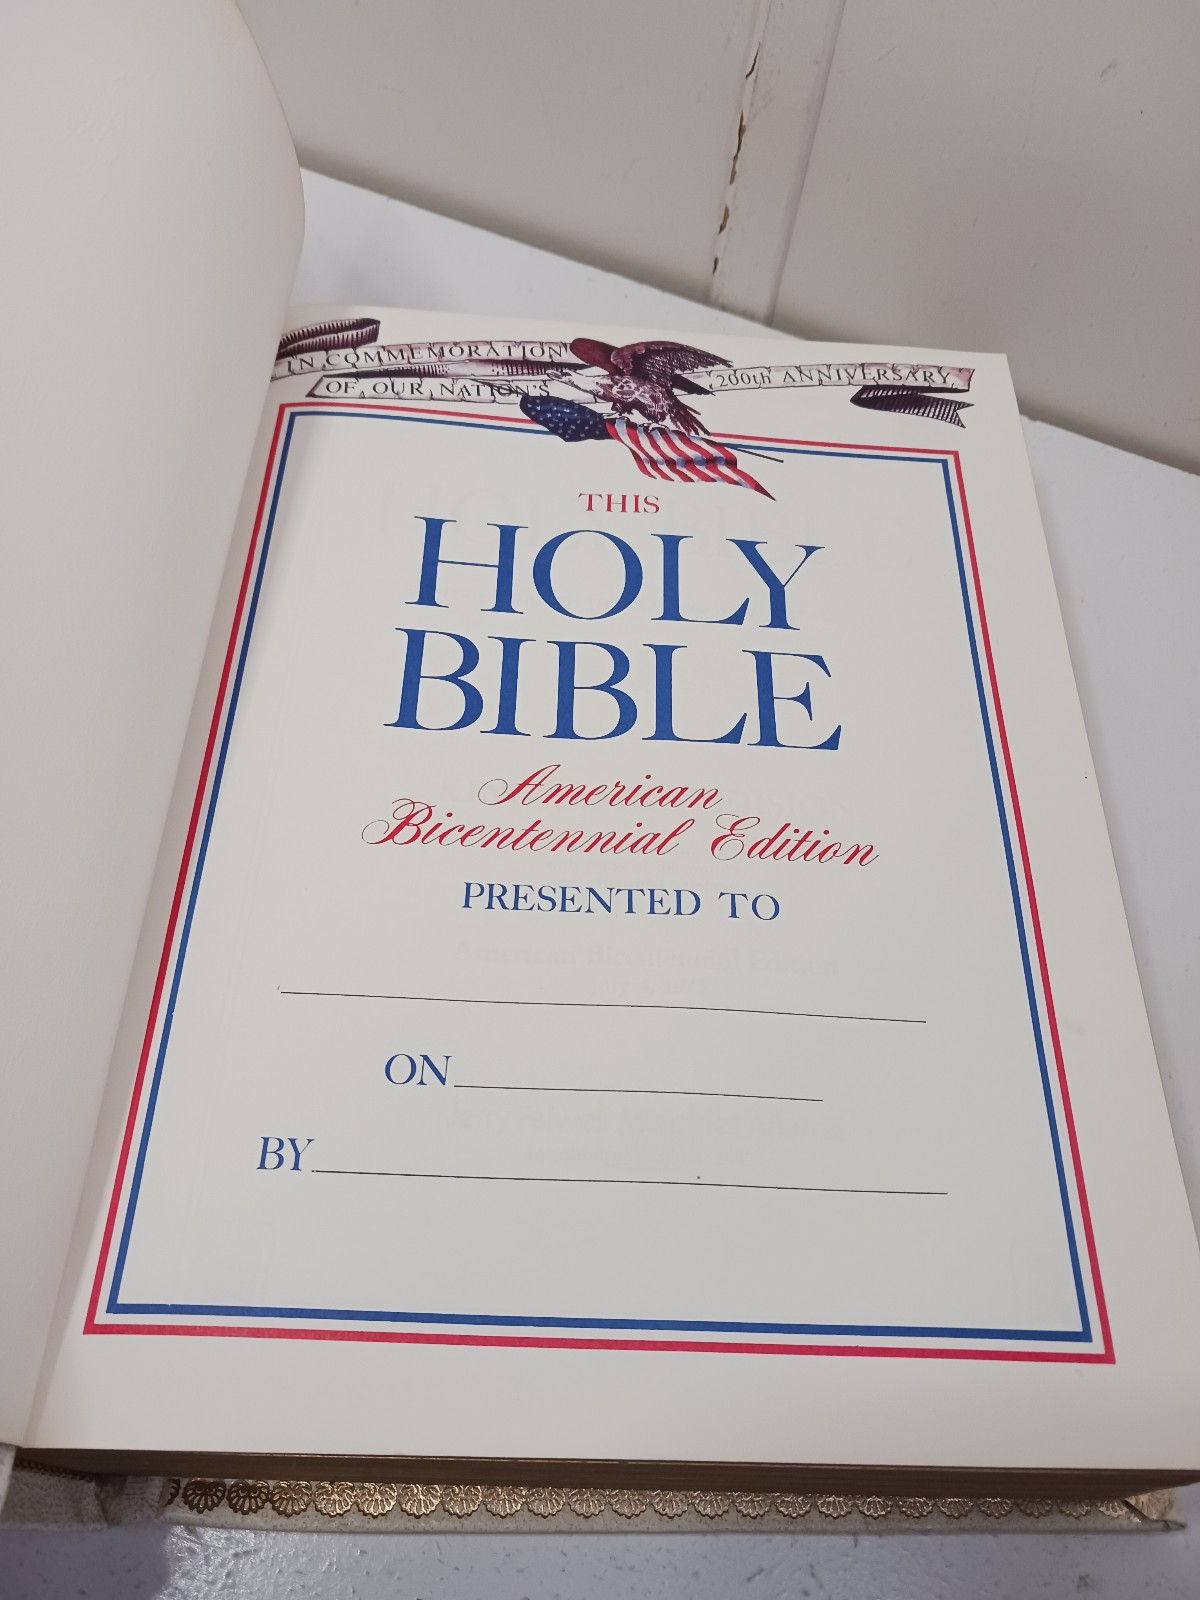 IN COMMEMORATION
OF OUR NATION'S
200th ANNIVERSARY,
THIS
HOLY
BIBLE
American
Bicentennial Edition
PRESENTED TO
ON
BY